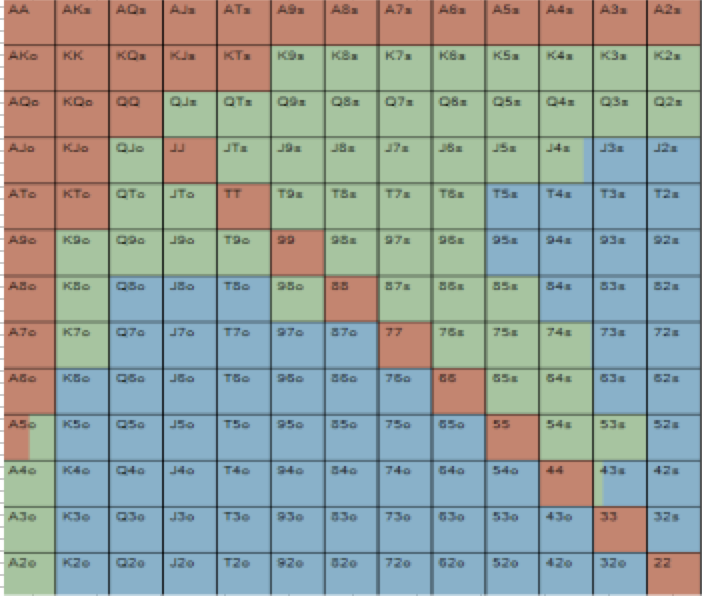 AA AKs AQs AJs ATs A9s A8s A7s A6s A5s A4s A3s A2s
AKo KK KQs KJs KTs K9s K8s K7s K6s K5s K4s K3s K2s
AQo KQo QQ QJs QTs Q9s Q8s Q7s Q6s Q5s Q4s Q3s Q2s
AJo KJo QJo JJ JTs J9s J8s J7s J6s J5s J4s J3s J2s
ATo KTo QTo JTo TT T9s T8s T7s T6s T5s T4s T3s T2s
A9o K9o Q9o J9o T9o 99 98s 97s 96s 95s 94s 93s 92s
A8o K8o Q8o J8o T8o 98o 88 87s 86s 85s 84s 83s 82s
A7o K7o Q7o J7o T7o 97o 87o 77 76s 75s 74s 73s 72s
A6o K6o Q6o J6o T6o 96o 86o 76o 66 65s 64s 63s 62s
A5o K5o Q5o J5o T5o 95o 85o 75o 65o 55 54s 53s 52s
A4o K4o Q4o J4o T4o 94o 84o 74o 64o 54o 44 43s 42s
A3o K3o Q3o J3o T3o 93o 83o 73o 63o 53o 43o 33 32s
A2o K2o Q2o J2o T2o 92o 82o 72o 62o 52o 42o 32o 22